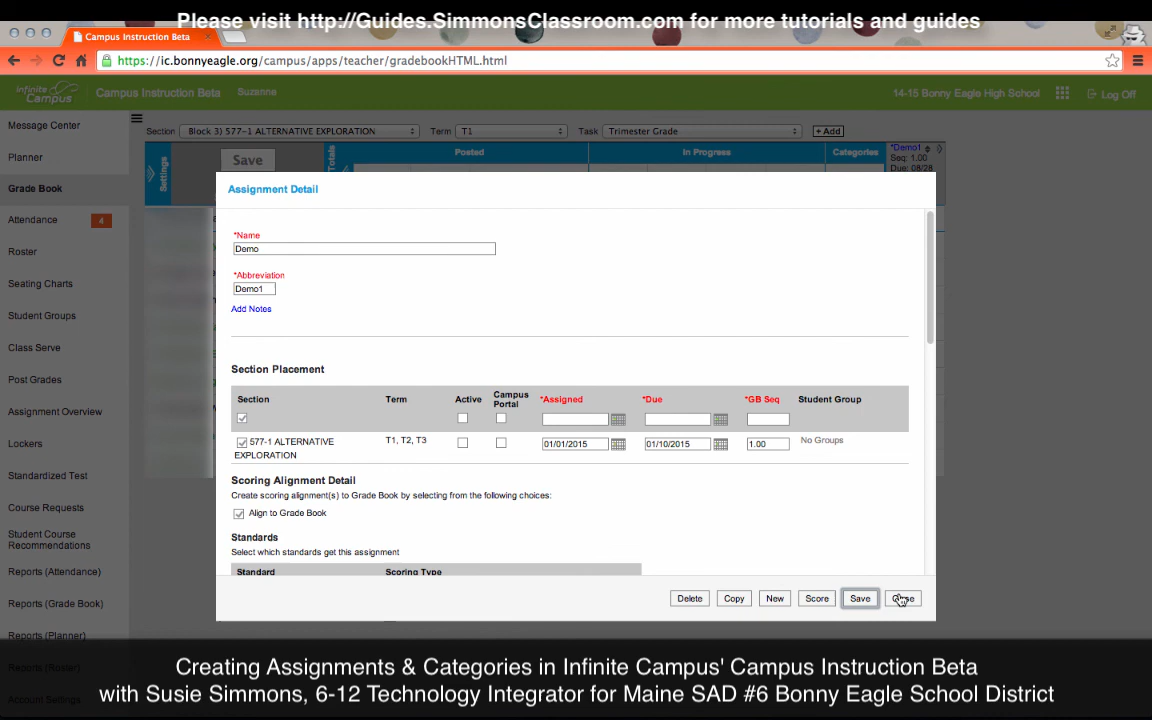 Please visit http://Guides.SimmonsClassroom.com for more tutorials and guides
Campus Instruction Beta
https://ic.bonnyeagle.org/campus/apps/teacher/gradebookHTML.html
Infinite Campus
Campus Instruction Beta
Suzanne
14-15 Bonny Eagle High School
Log Off
Message Center
Planner
Grade Book
Attendance 4
Roster
Seating Charts
Student Groups
Class Serve
Post Grades
Assignment Overview
Lockers
Standardized Test
Course Requests
Student Course
Recommendations
Reports (Attendance)
Reports (Grade Book)
Reports (Planner)
Reports (Roster)
Account Settings
Section Block 3) 577-1 ALTERNATIVE EXPLORATION Term T1 Task Trimester Grade + Add
Settings
Save
Totals
Posted
In Progress
Categories
*Demo1
Seq: 1.00
Due: 08/28
Assignment Detail
*Name
Demo
*Abbreviation
Demo1
Add Notes
Section Placement
Section Term Active Campus Portal *Assigned *Due *GB Seq Student Group
577-1 ALTERNATIVE EXPLORATION T1, T2, T3 01/01/2015 01/10/2015 1.00 No Groups
Scoring Alignment Detail
Create scoring alignment(s) to Grade Book by selecting from the following choices:
Align to Grade Book
Standards
Select which standards get this assignment
Standard Scoring Type
Delete Copy New Score Save
Creating Assignments & Categories in Infinite Campus' Campus Instruction Beta
with Susie Simmons, 6-12 Technology Integrator for Maine SAD #6 Bonny Eagle School District